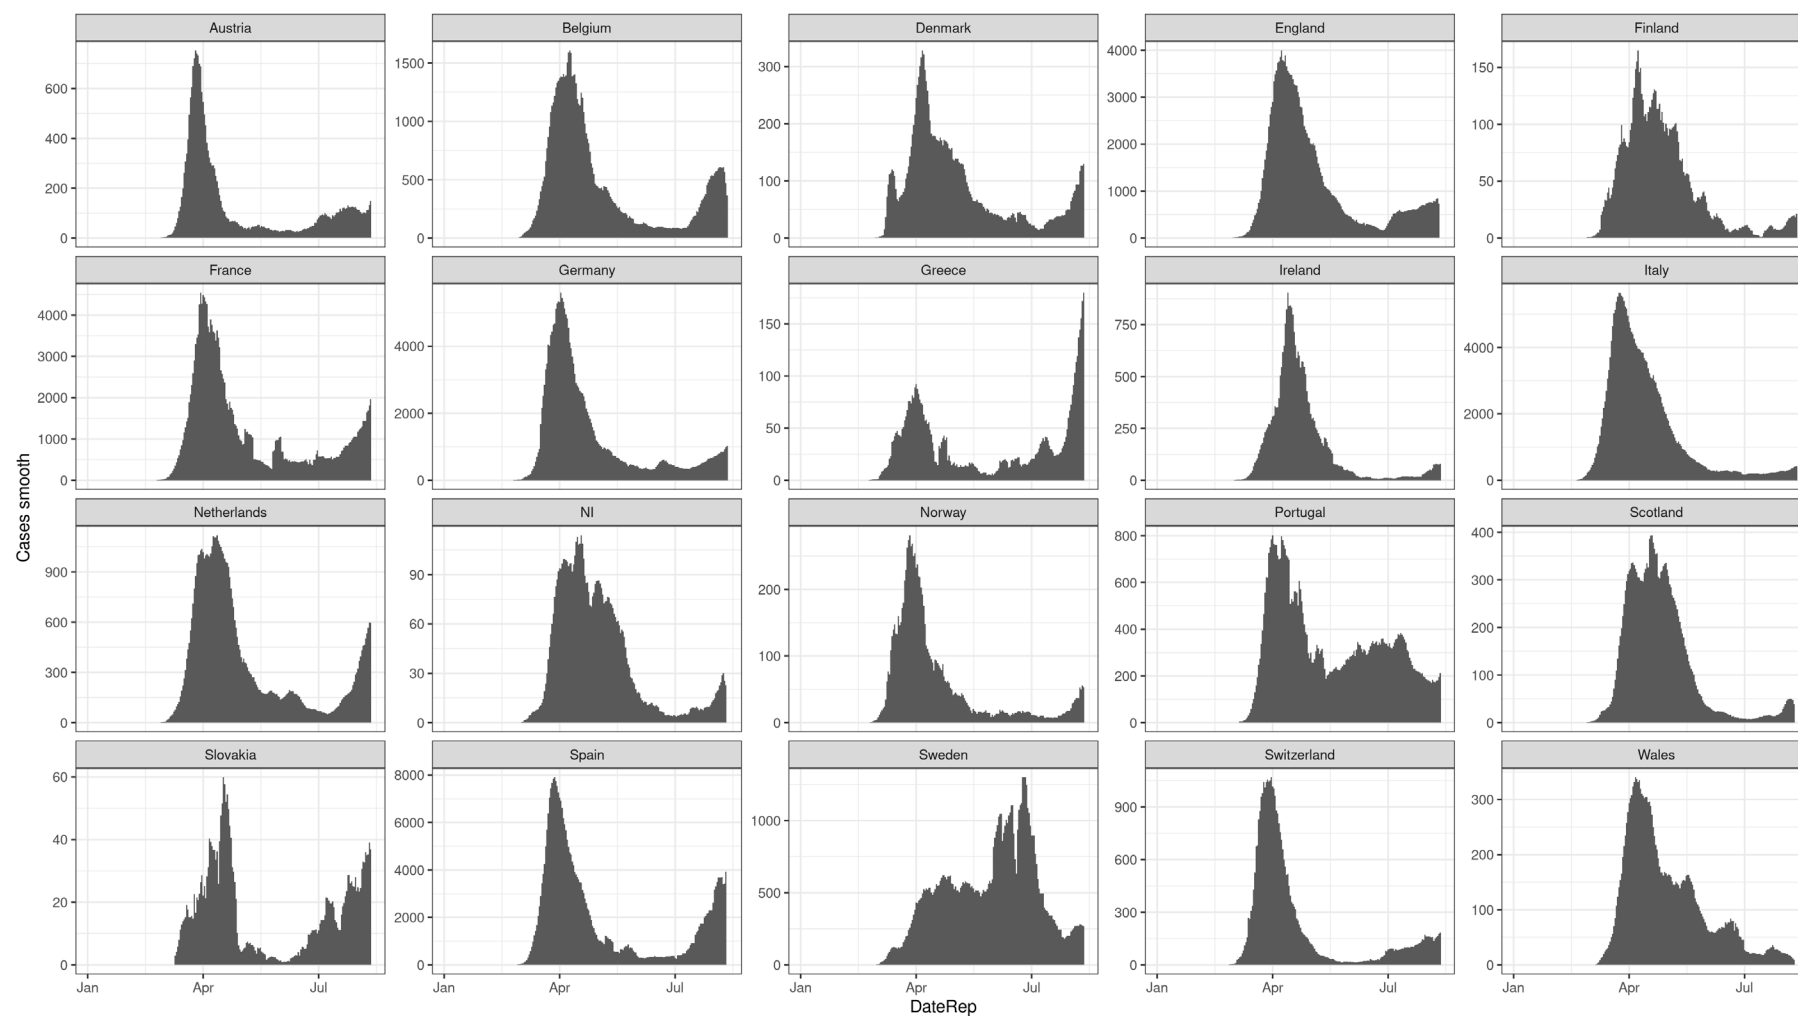 Austria Belgium Denmark England Finland
600 400 200 0
1500 1000 500 0
300 200 100 0
4000 3000 2000 1000 0
150 100 50 0
France Germany Greece Ireland Italy
4000 3000 2000 1000 0
4000 2000 0
150 100 50 0
750 500 250 0
4000 2000 0
Cases smooth
Netherlands NI Norway Portugal Scotland
900 600 300 0
90 60 30 0
200 100 0
800 600 400 200 0
400 300 200 100 0
Slovakia Spain Sweden Switzerland Wales
60 40 20 0
8000 6000 4000 2000 0
1000 500 0
900 600 300 0
300 200 100 0
Jan Apr Jul Jan Apr Jul Jan Apr Jul Jan Apr Jul Jan Apr Jul
DateRep